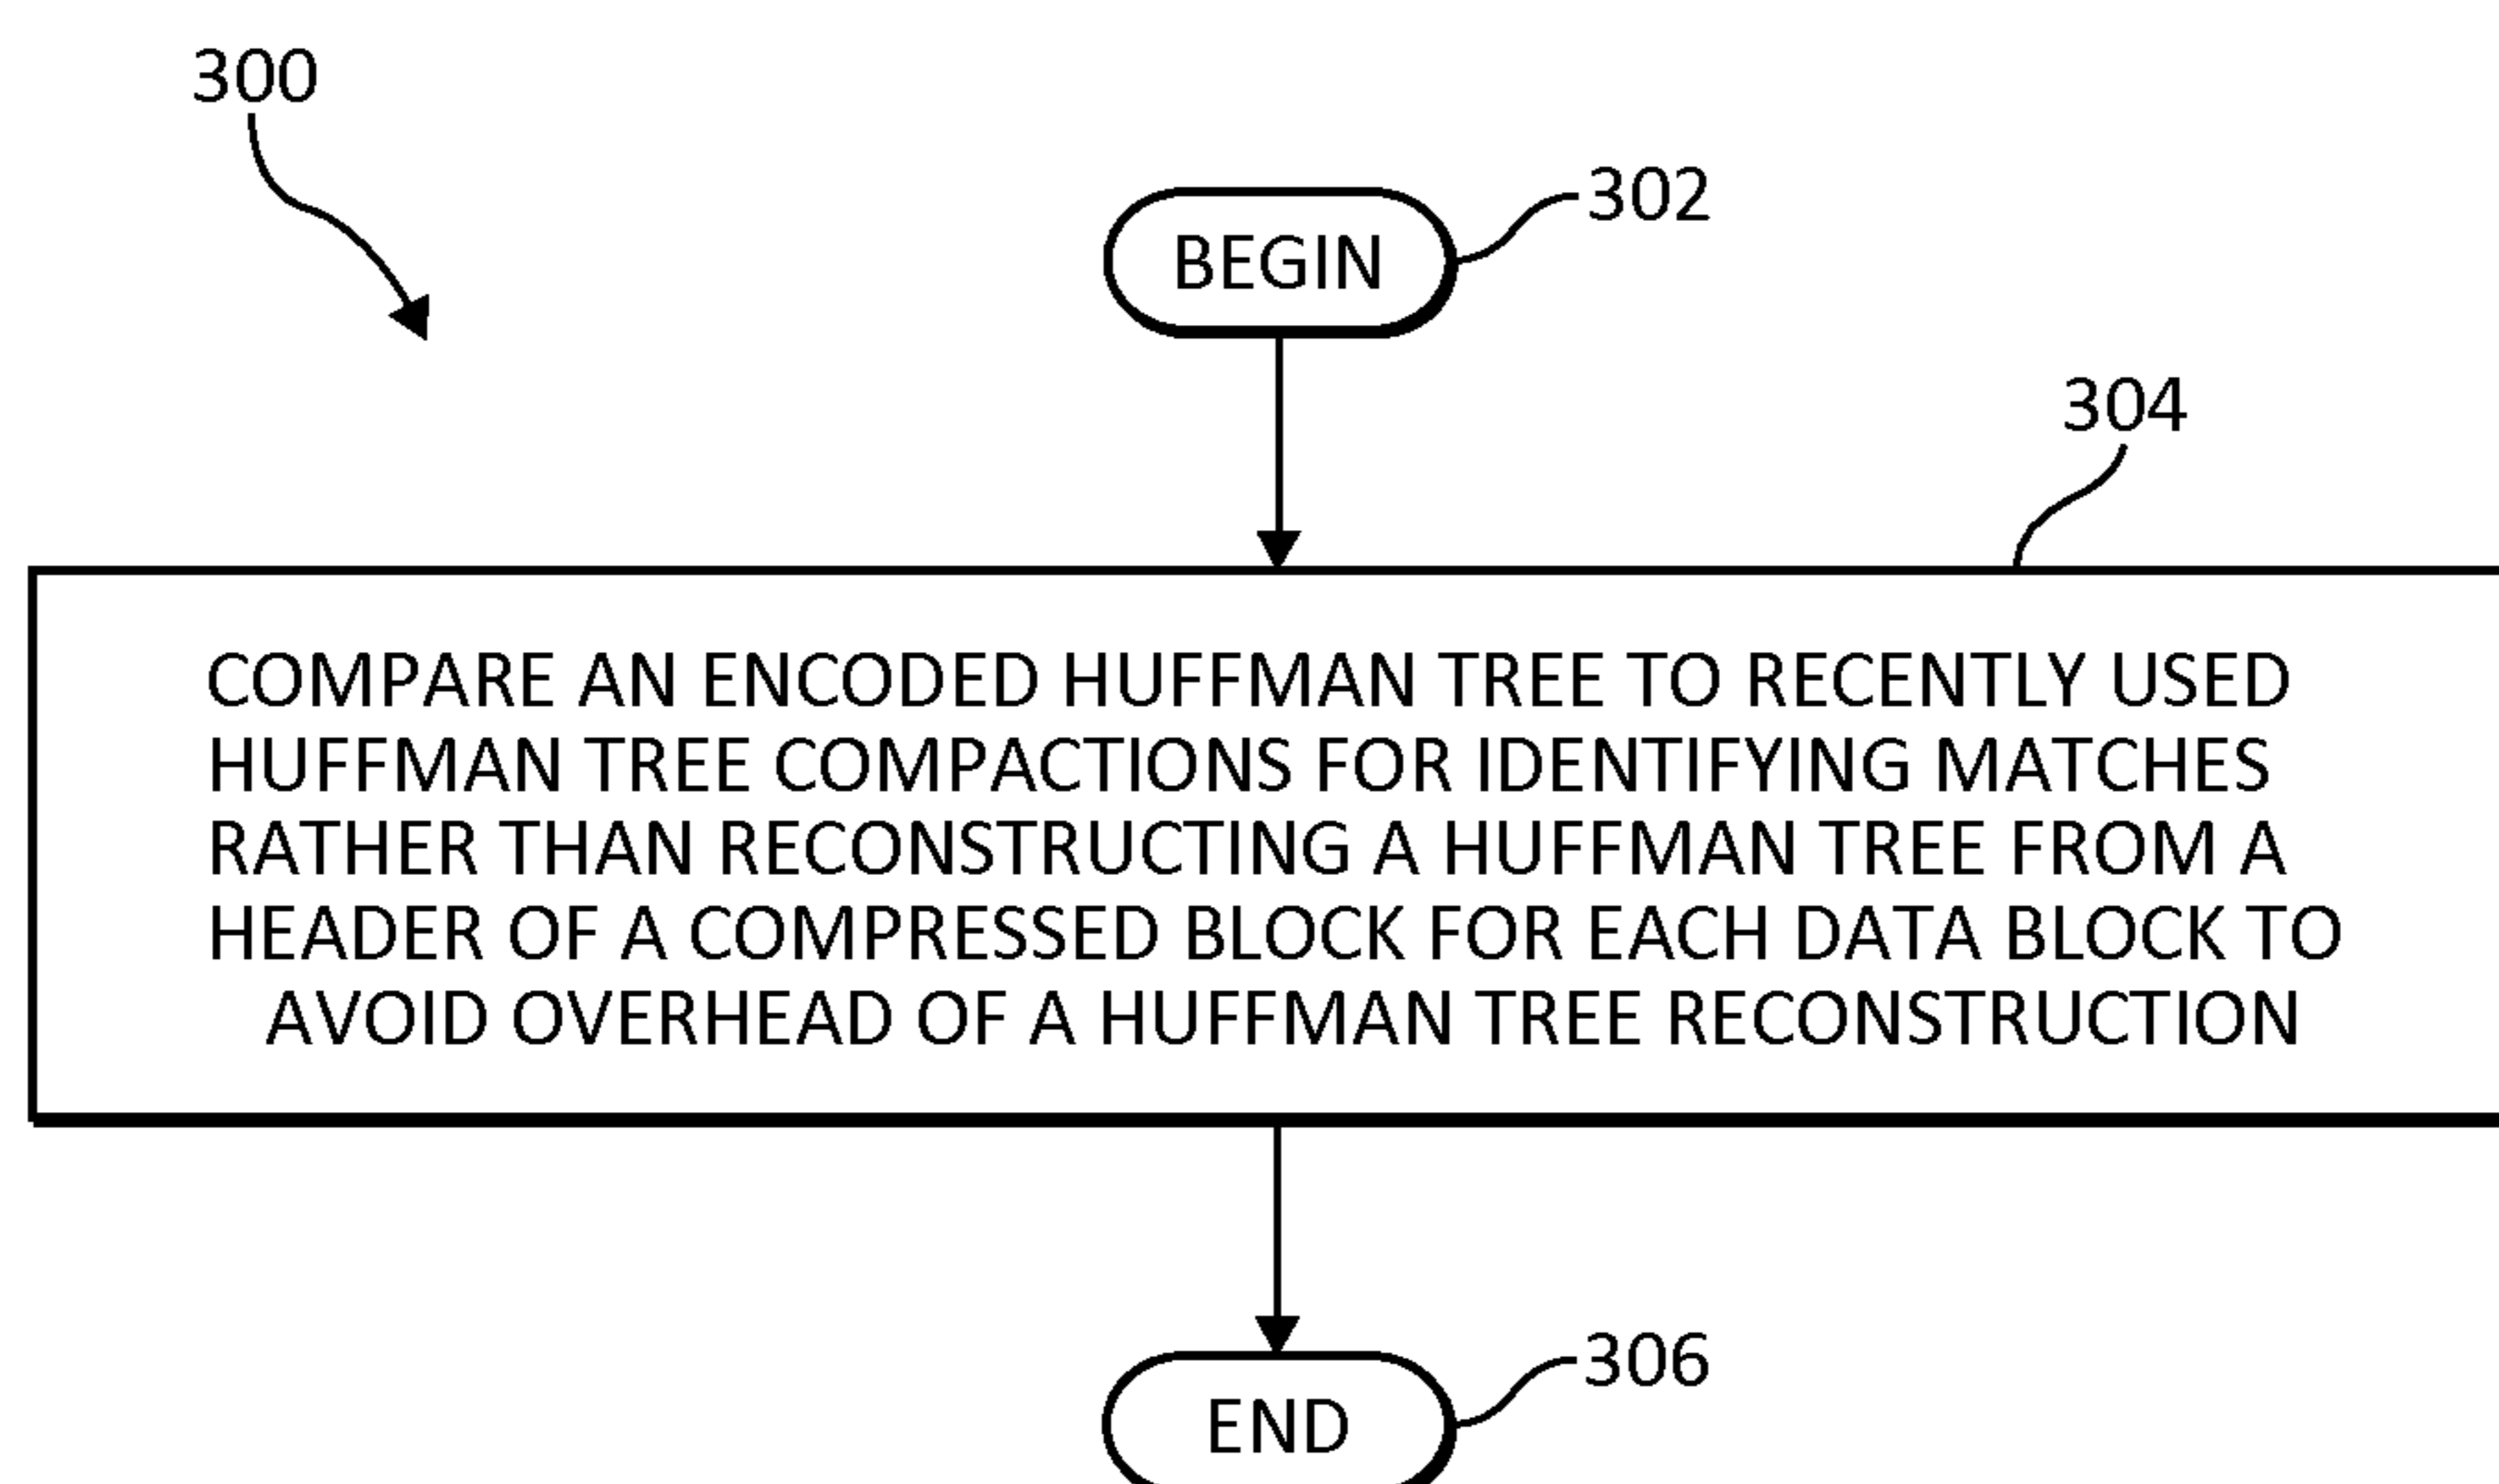 300
302
BEGIN
304
COMPARE AN ENCODED HUFFMAN TREE TO RECENTLY USED
HUFFMAN TREE COMPACTIONS FOR IDENTIFYING MATCHES
RATHER THAN RECONSTRUCTING A HUFFMAN TREE FROM A
HEADER OF A COMPRESSED BLOCK FOR EACH DATA BLOCK TO
AVOID OVERHEAD OF A HUFFMAN TREE RECONSTRUCTION
306
END